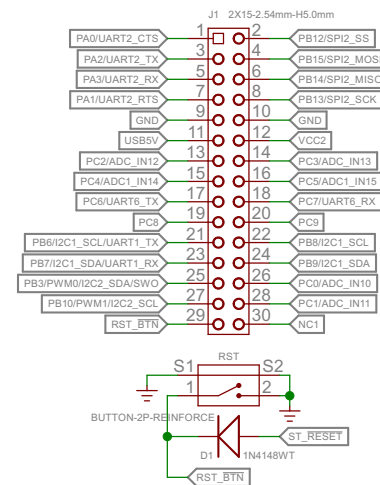 J1 2X15-2.54mm-H5.0mm
PA0/UART2_CTS 1 2 PB12/SPI2_SS
PA2/UART2_TX 3 4 PB15/SPI2_MOSI
PA3/UART2_RX 5 6 PB14/SPI2_MISO
PA1/UART2_RTS 7 8 PB13/SPI2_SCK
GND 9 10 GND
USB5V 11 12 VCC2
PC2/ADC_IN12 13 14 PC3/ADC_IN13
PC4/ADC1_IN14 15 16 PC5/ADC1_IN15
PC6/UART6_TX 17 18 PC7/UART6_RX
PC8 19 20 PC9
PB6/I2C1_SCL/UART1_TX 21 22 PB8/I2C1_SCL
PB7/I2C1_SDA/UART1_RX 23 24 PB9/I2C1_SDA
PB3/PWM0/I2C2_SDA/SWO 25 26 PC0/ADC_IN10
PB10/PWM1/I2C2_SCL 27 28 PC1/ADC_IN11
RST_BTN 29 30 NC1
RST
S1 S2
1 2
BUTTON-2P-REINFORCE
ST_RESET
D1 1N4148WT
RST_BTN